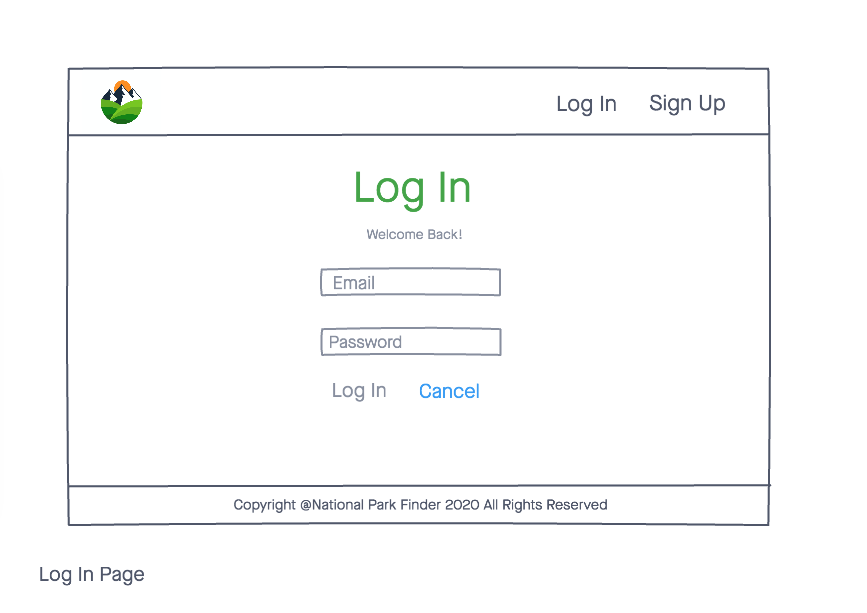 Log In Sign Up
Log In
Welcome Back!
Email
Password
Log In Cancel
Copyright @National Park Finder 2020 All Rights Reserved
Log In Page